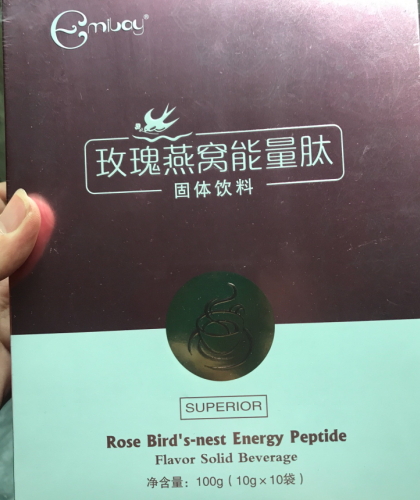 Emilay®
玫瑰燕窝能量肽
固体饮料
SUPERIOR
Rose Bird's-nest Energy Peptide
Flavor Solid Beverage
净含量：100g（10g×10袋）